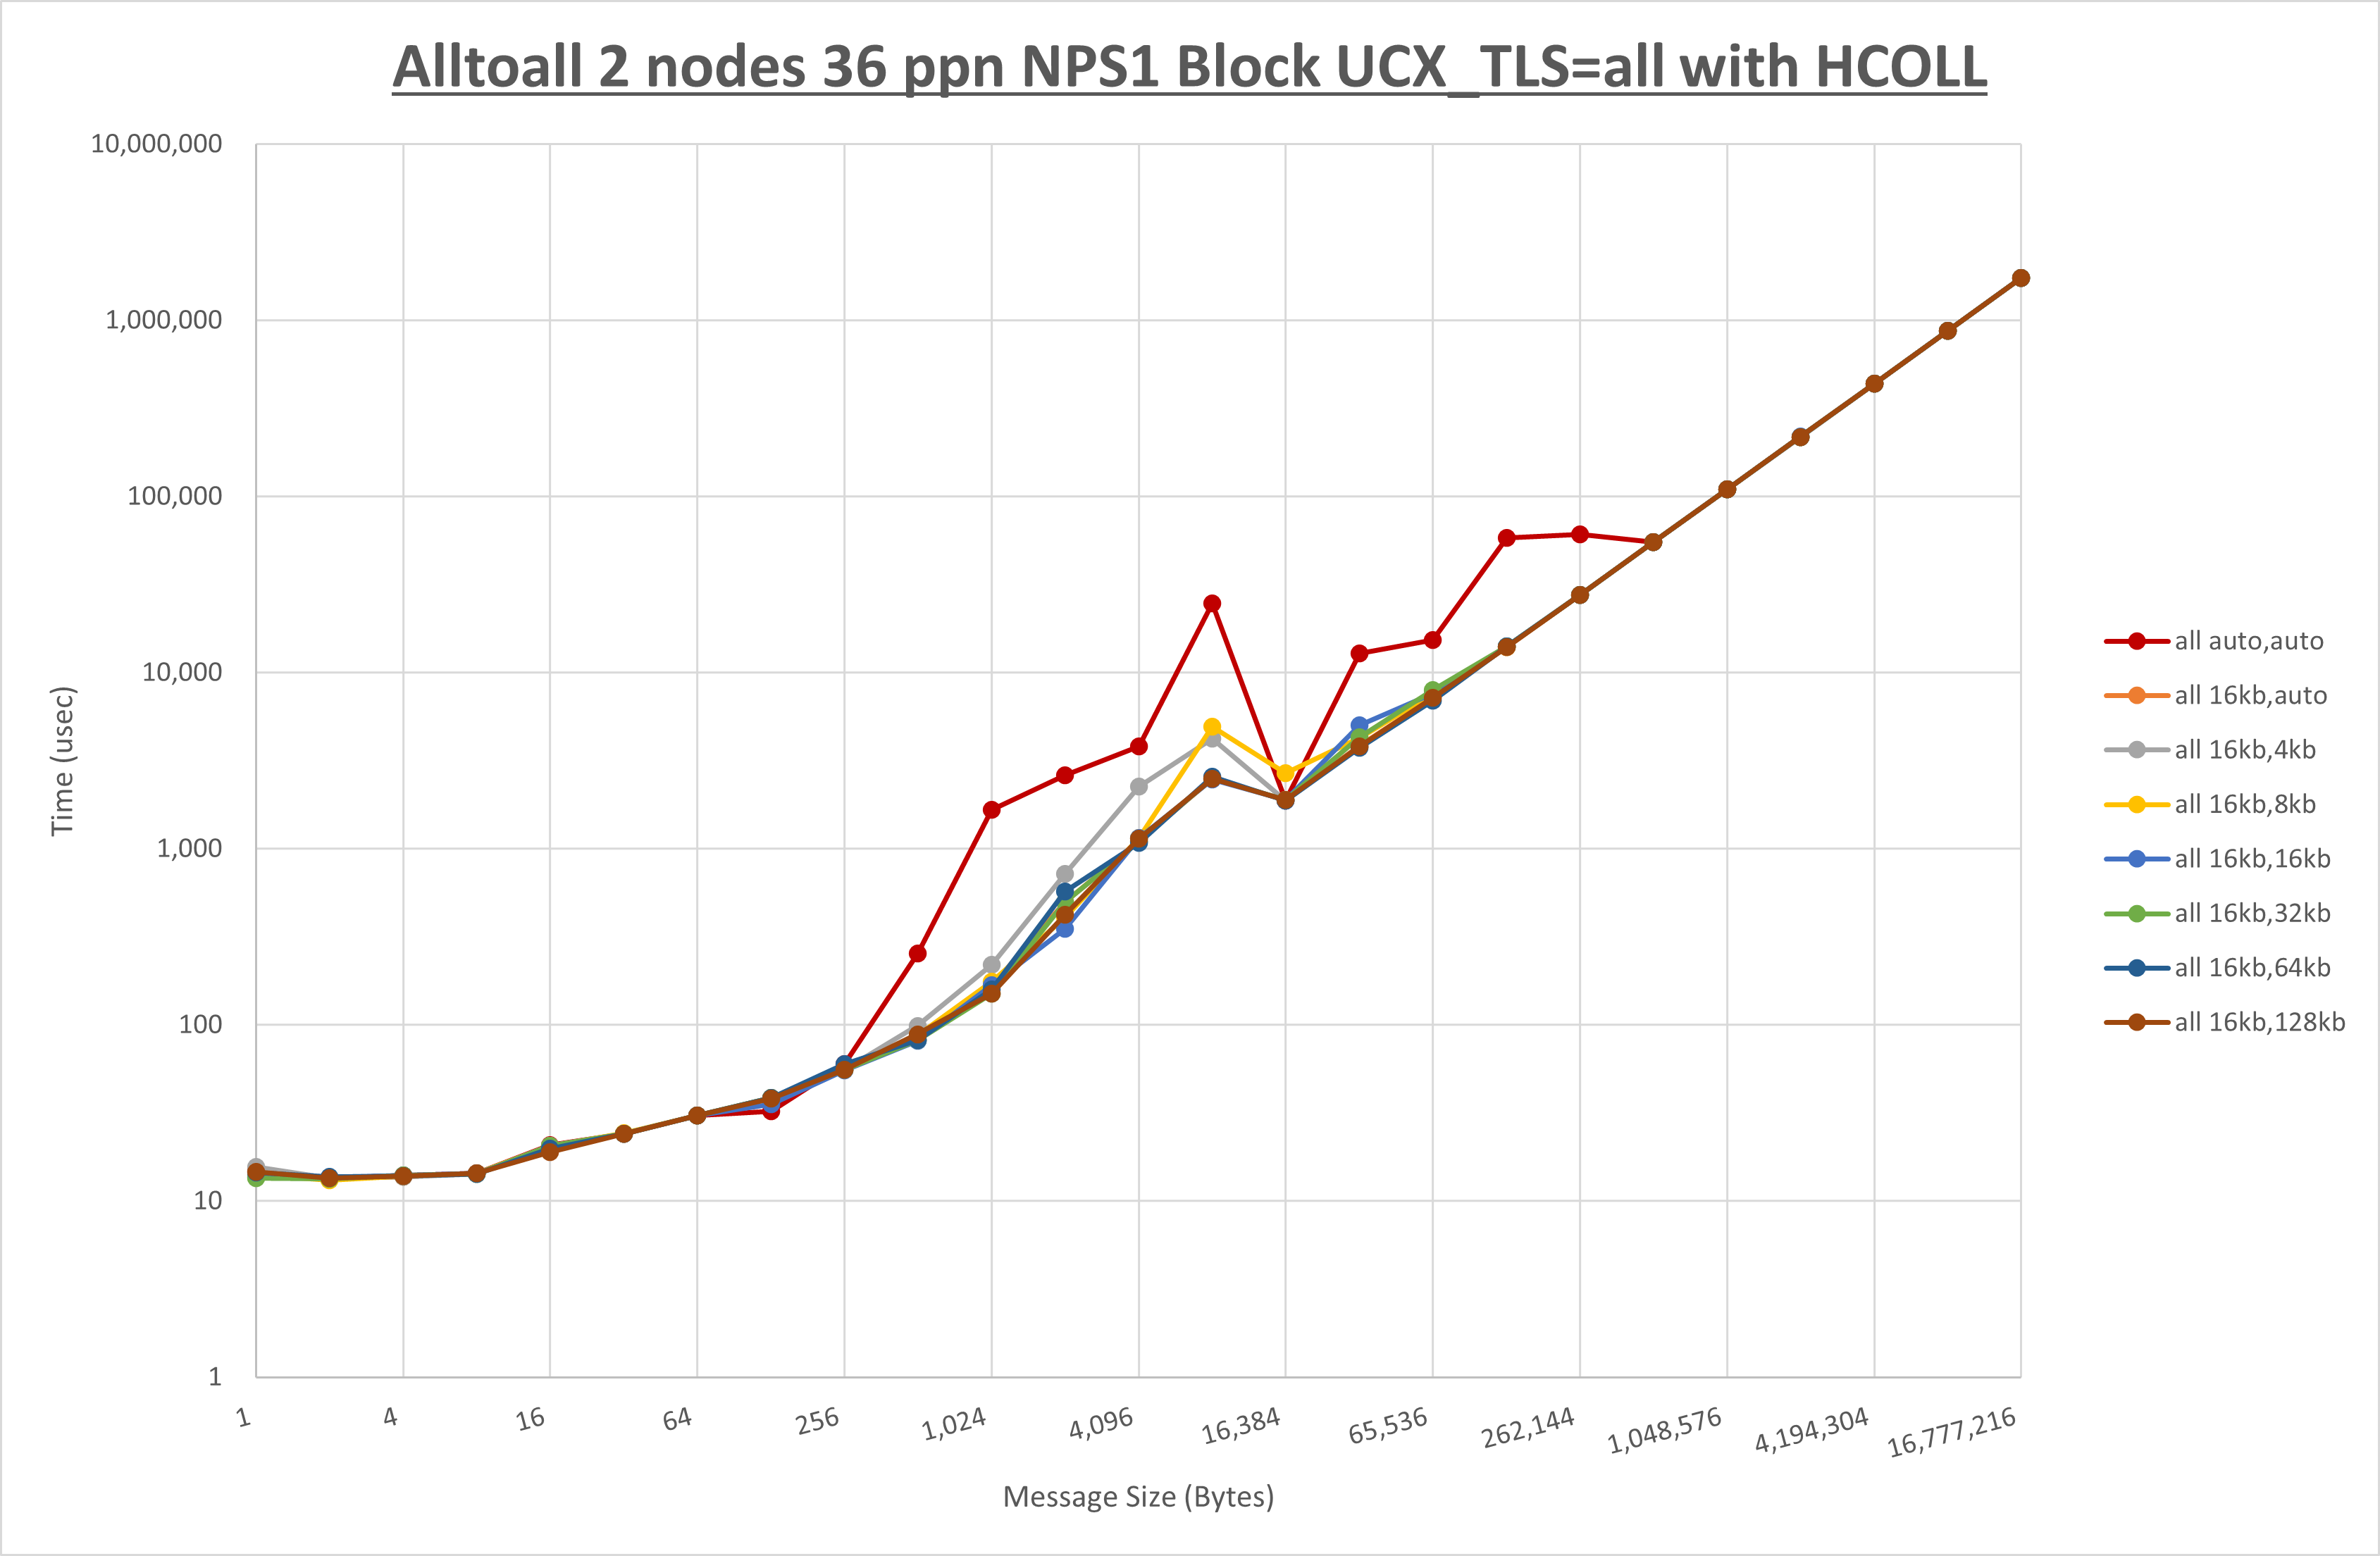 Alltoall 2 nodes 36 ppn NPS1 Block UCX_TLS=all with HCOLL
10,000,000
1,000,000
100,000
10,000
1,000
100
10
1
Time (usec)
1 4 16 64 256 1,024 4,096 16,384 65,536 262,144 1,048,576 4,194,304 16,777,216
Message Size (Bytes)
all auto,auto
all 16kb,auto
all 16kb,4kb
all 16kb,8kb
all 16kb,16kb
all 16kb,32kb
all 16kb,64kb
all 16kb,128kb